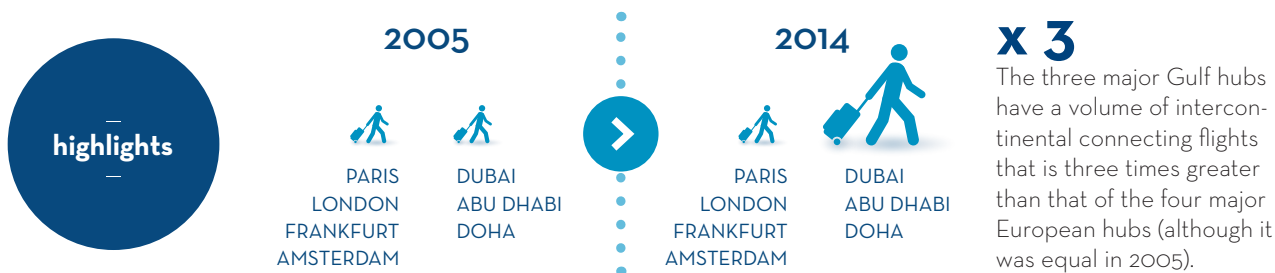 highlights
2005
PARIS
LONDON
FRANKFURT
AMSTERDAM
DUBAI
ABU DHABI
DOHA
2014
PARIS
LONDON
FRANKFURT
AMSTERDAM
DUBAI
ABU DHABI
DOHA
x 3
The three major Gulf hubs
have a volume of intercon-
tinental connecting flights
that is three times greater
than that of the four major
European hubs (although it
was equal in 2005).